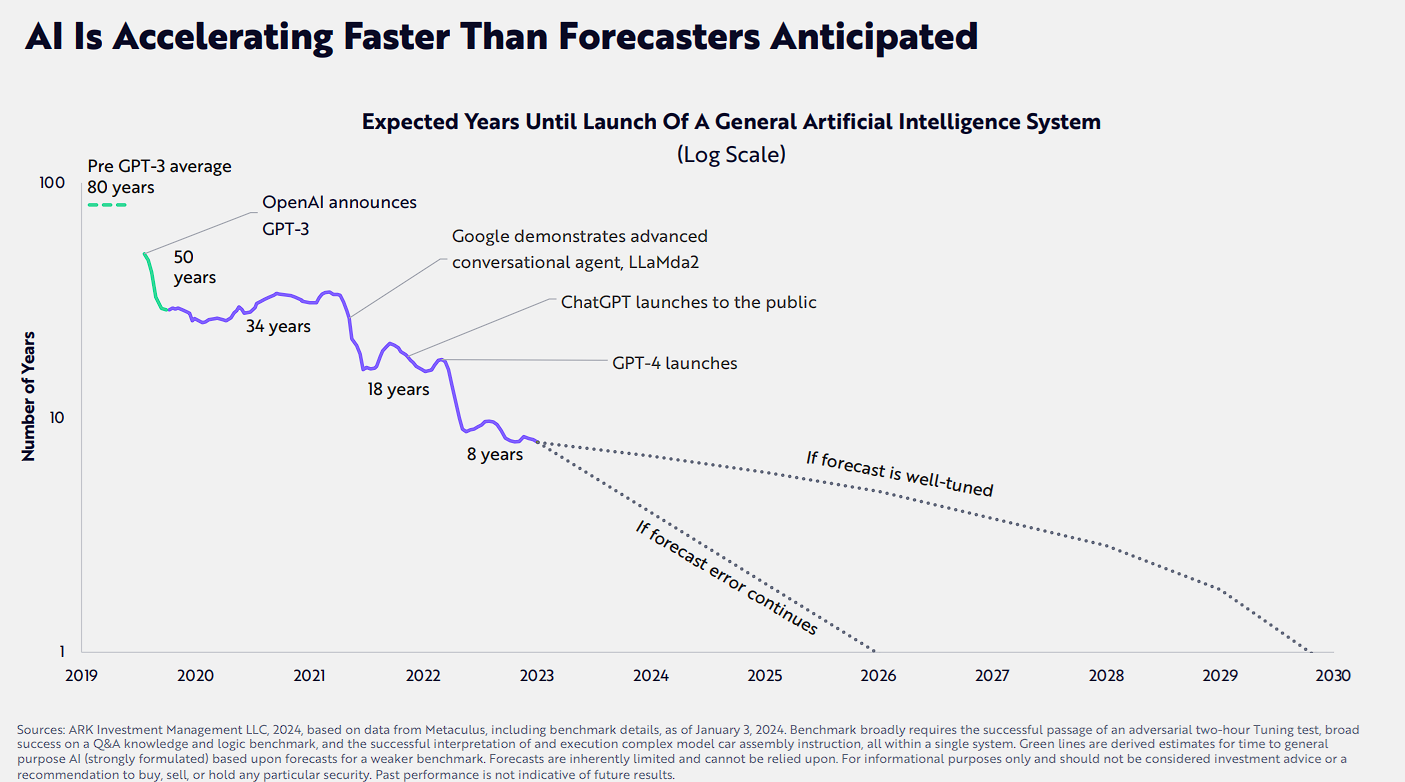 AI Is Accelerating Faster Than Forecasters Anticipated
Expected Years Until Launch Of A General Artificial Intelligence System
(Log Scale)
Pre GPT-3 average
80 years
100
OpenAI announces
GPT-3
50
years
Google demonstrates advanced
conversational agent, LLaMda2
ChatGPT launches to the public
34 years
GPT-4 launches
18 years
Number of Years
10
8 years
If forecast is well-tuned
If forecast error continues
1
2019 2020 2021 2022 2023 2024 2025 2026 2027 2028 2029 2030
Sources: ARK Investment Management LLC, 2024, based on data from Metaculus, including benchmark details, as of January 3, 2024. Benchmark broadly requires the successful passage of an adversarial two-hour Tuning test, broad
success on a Q&A knowledge and logic benchmark, and the successful interpretation of and execution complex model car assembly instruction, all within a single system. Green lines are derived estimates for time to general
purpose AI (strongly formulated) based upon forecasts for a weaker benchmark. Forecasts are inherently limited and cannot be relied upon. For informational purposes only and should not be considered investment advice or a
recommendation to buy, sell, or hold any particular security. Past performance is not indicative of future results.